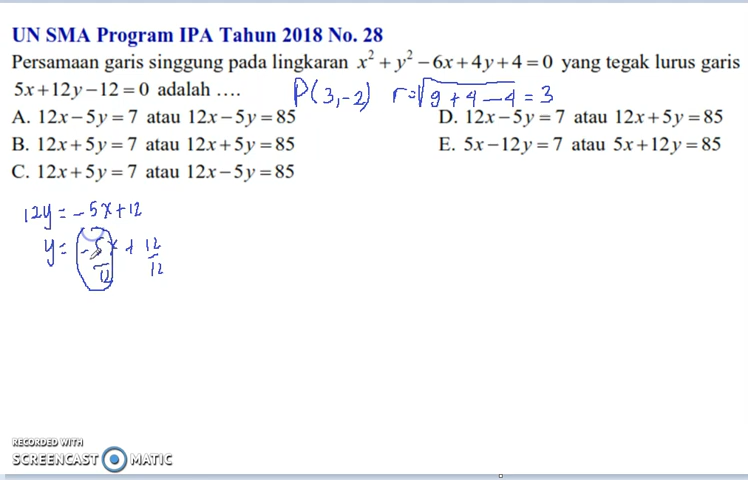 UN SMA Program IPA Tahun 2018 No. 28
Persamaan garis singgung pada lingkaran x² + y² − 6x + 4y + 4 = 0 yang tegak lurus garis
5x + 12y − 12 = 0 adalah .... P(3, −2) r = √9 + 4 − 4 = 3
A. 12x − 5y = 7 atau 12x − 5y = 85 D. 12x − 5y = 7 atau 12x + 5y = 85
B. 12x + 5y = 7 atau 12x + 5y = 85 E. 5x − 12y = 7 atau 5x + 12y = 85
C. 12x + 5y = 7 atau 12x − 5y = 85
12y = −5x + 12
y = −5/12 x + 12/12
RECORDED WITH
SCREENCAST MATIC